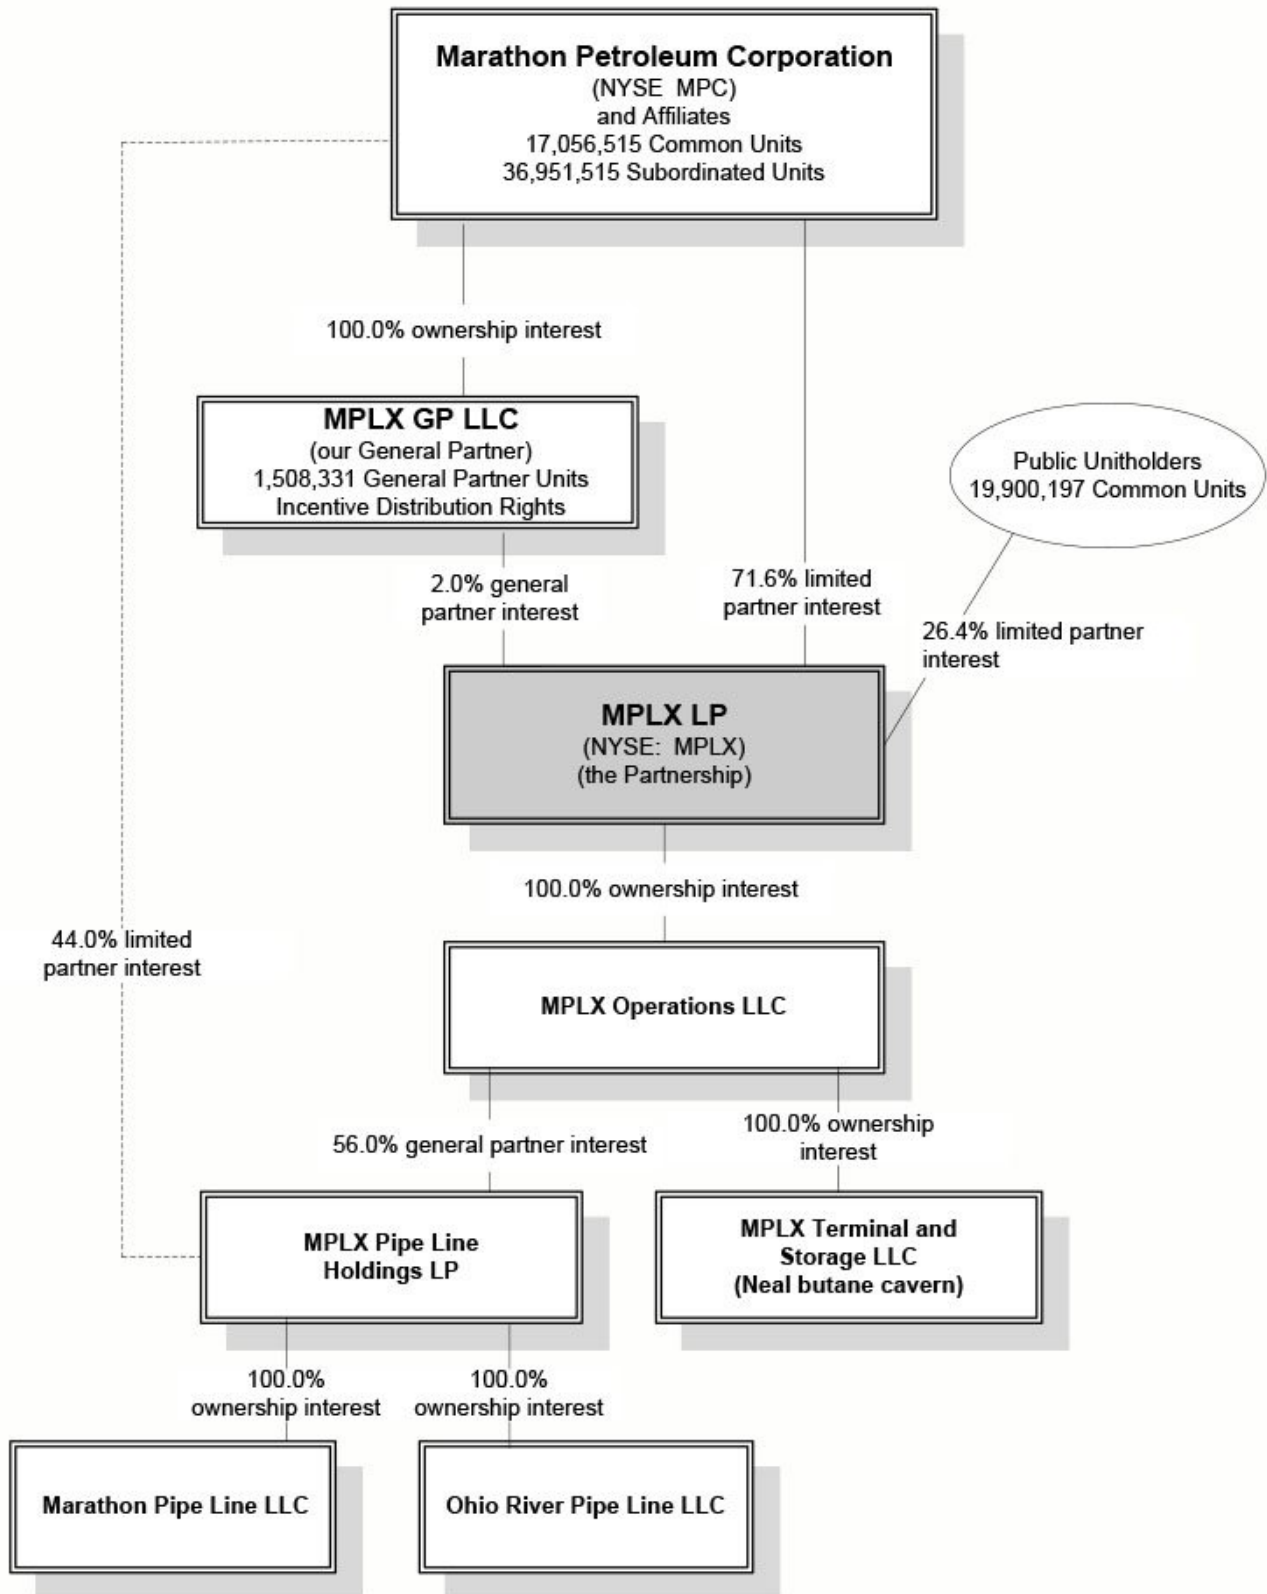 Marathon Petroleum Corporation
(NYSE MPC)
and Affiliates
17,056,515 Common Units
36,951,515 Subordinated Units
100.0% ownership interest
MPLX GP LLC
(our General Partner)
1,508,331 General Partner Units
Incentive Distribution Rights
Public Unitholders
19,900,197 Common Units
2.0% general
partner interest
71.6% limited
partner interest
26.4% limited partner
interest
MPLX LP
(NYSE: MPLX)
(the Partnership)
100.0% ownership interest
44.0% limited
partner interest
MPLX Operations LLC
56.0% general partner interest
100.0% ownership
interest
MPLX Pipe Line
Holdings LP
MPLX Terminal and
Storage LLC
(Neal butane cavern)
100.0%
ownership interest
100.0%
ownership interest
Marathon Pipe Line LLC
Ohio River Pipe Line LLC